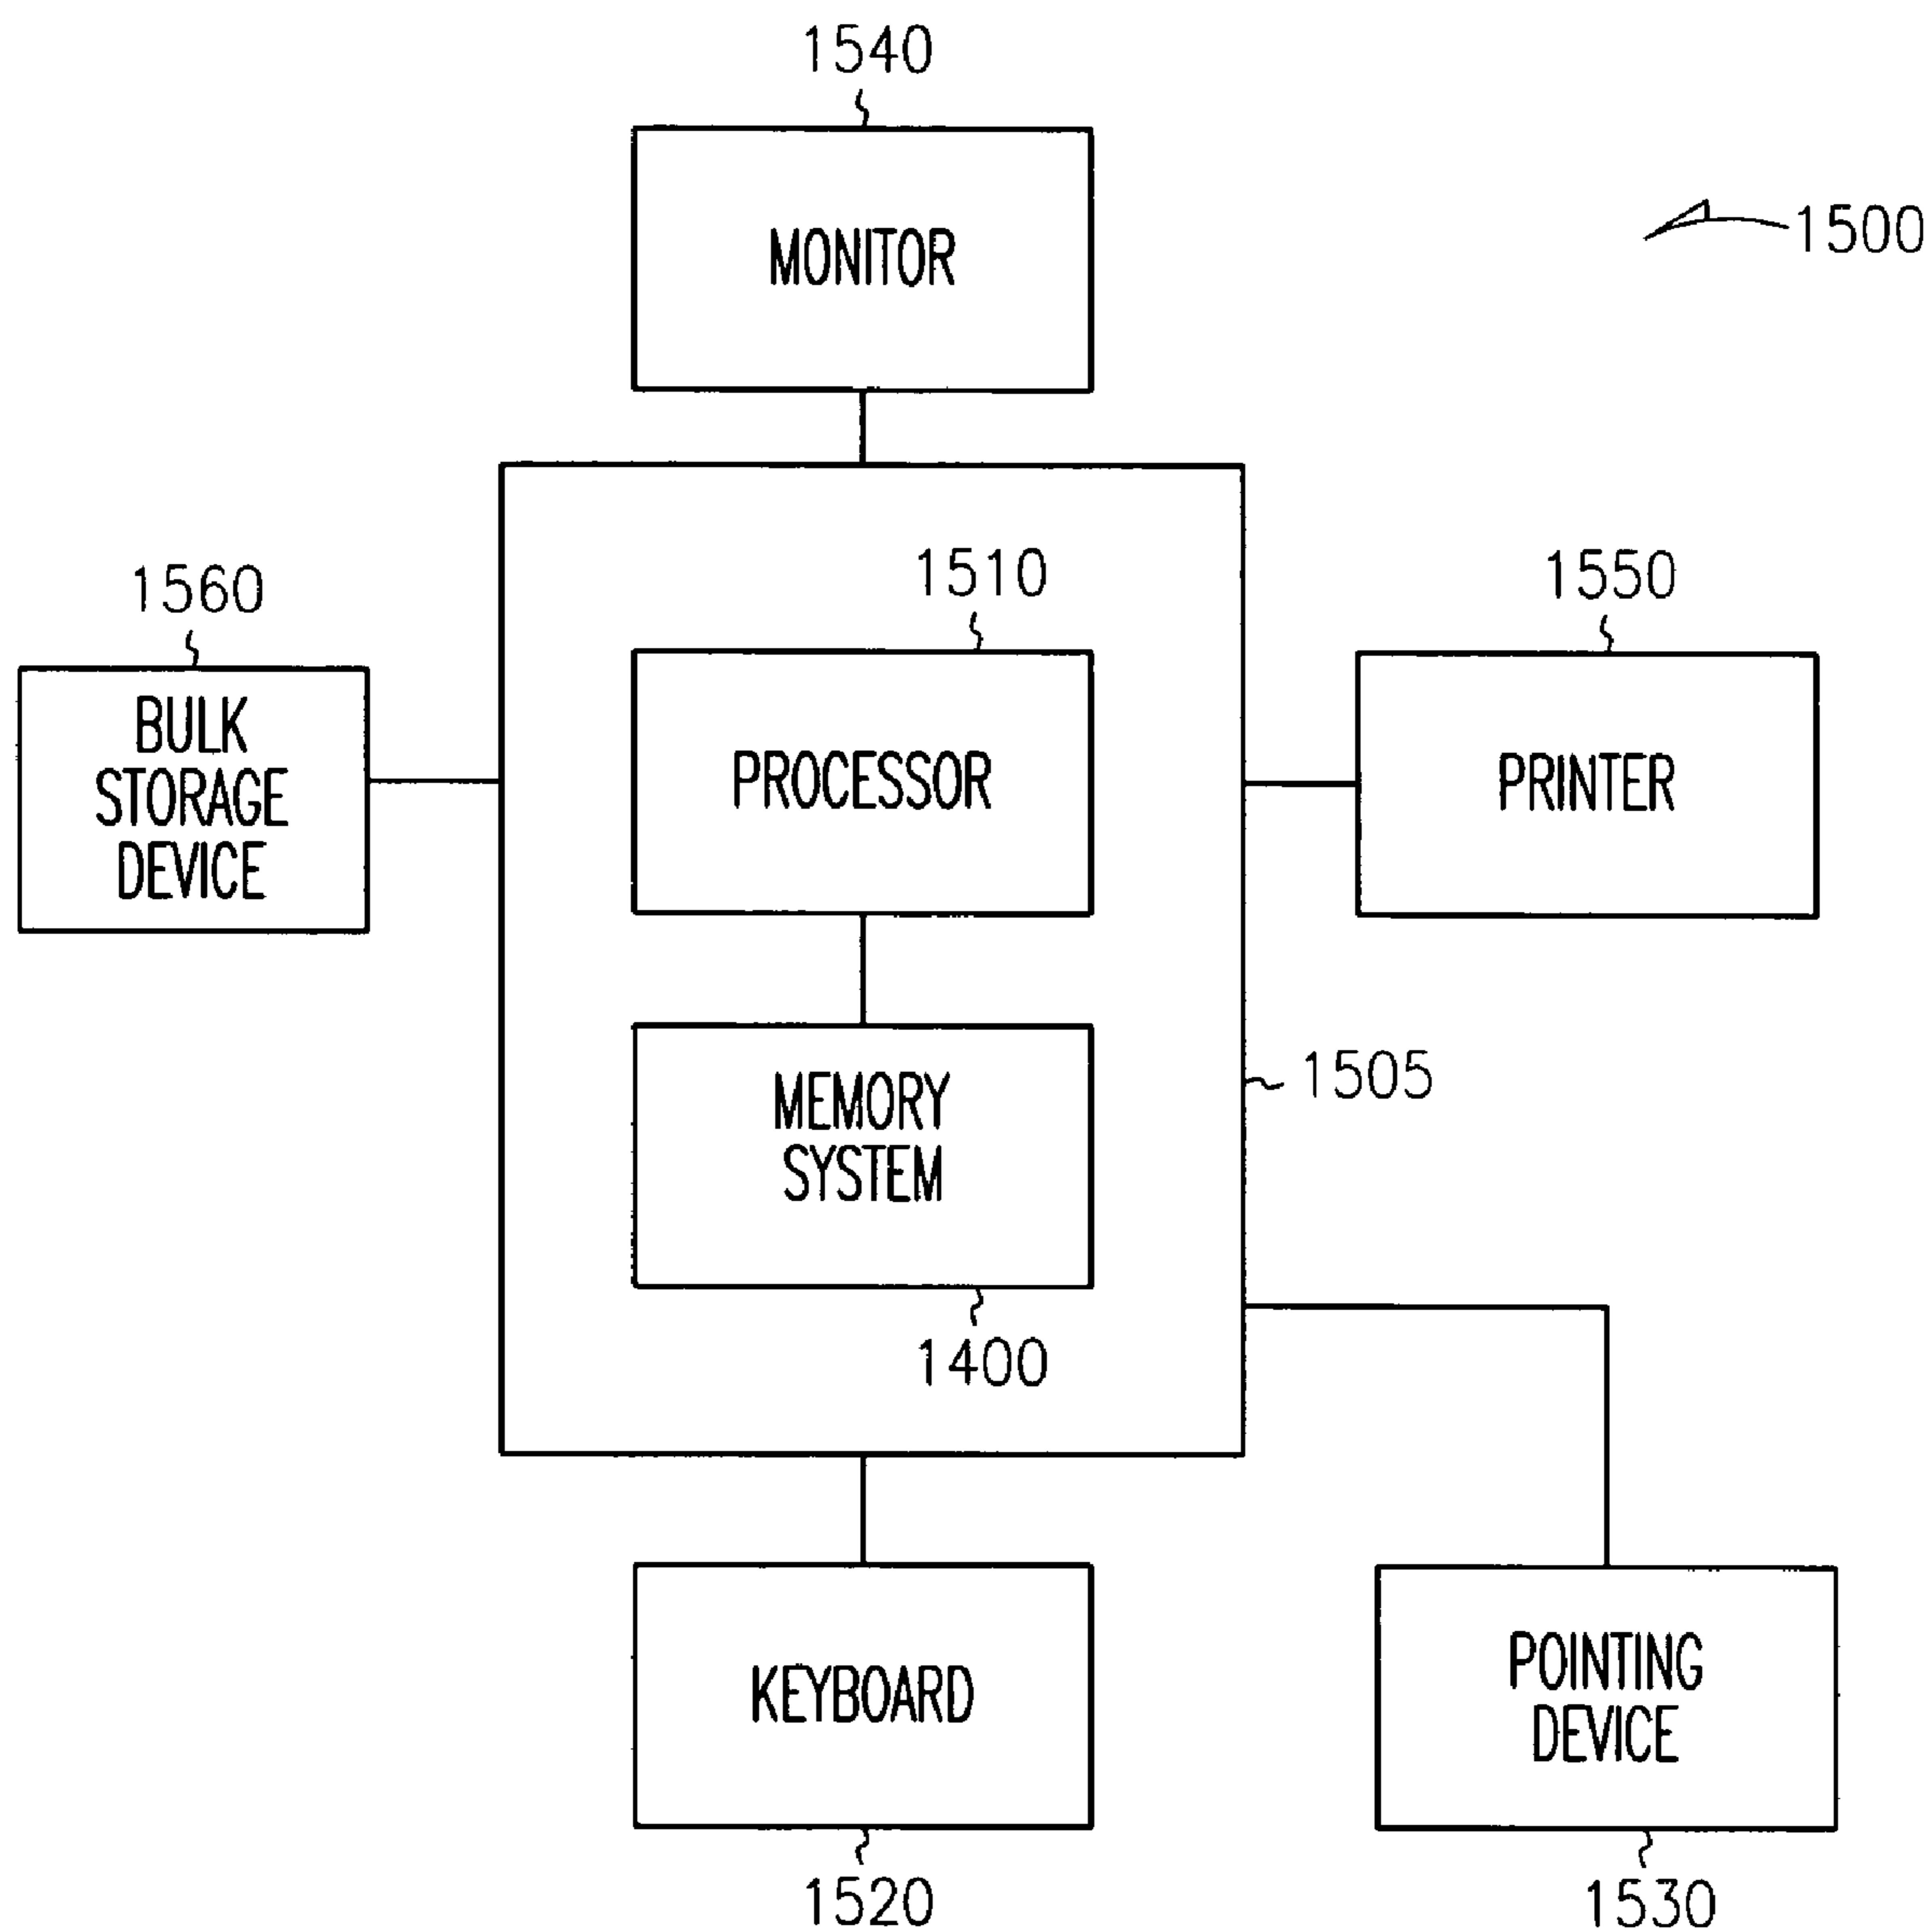 1540
MONITOR
1500
1560
BULK
STORAGE
DEVICE
1510
PROCESSOR
1550
PRINTER
MEMORY
SYSTEM
1505
1400
KEYBOARD
1520
POINTING
DEVICE
1530